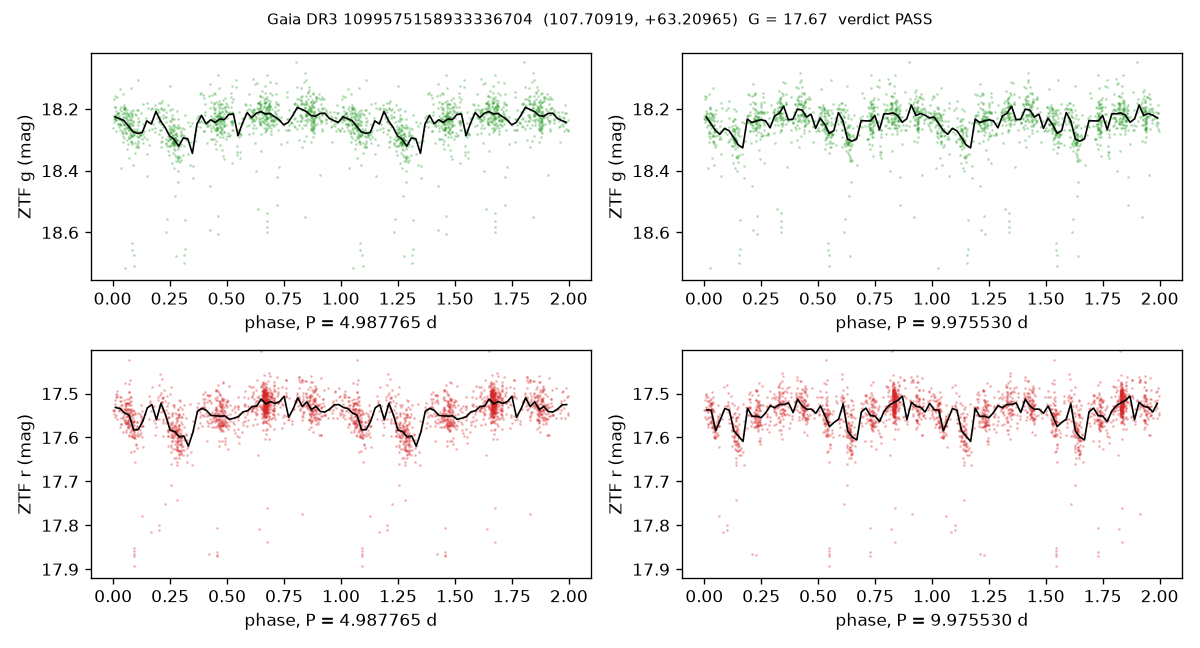 Gaia DR3 1099575158933336704  (107.70919, +63.20965)  G = 17.67  verdict PASS
ZTF g (mag)
18.2
18.4
18.6
0.00 0.25 0.50 0.75 1.00 1.25 1.50 1.75 2.00
phase, P = 4.987765 d
ZTF g (mag)
18.2
18.4
18.6
0.00 0.25 0.50 0.75 1.00 1.25 1.50 1.75 2.00
phase, P = 9.975530 d
ZTF r (mag)
17.5
17.6
17.7
17.8
17.9
0.00 0.25 0.50 0.75 1.00 1.25 1.50 1.75 2.00
phase, P = 4.987765 d
ZTF r (mag)
17.5
17.6
17.7
17.8
17.9
0.00 0.25 0.50 0.75 1.00 1.25 1.50 1.75 2.00
phase, P = 9.975530 d